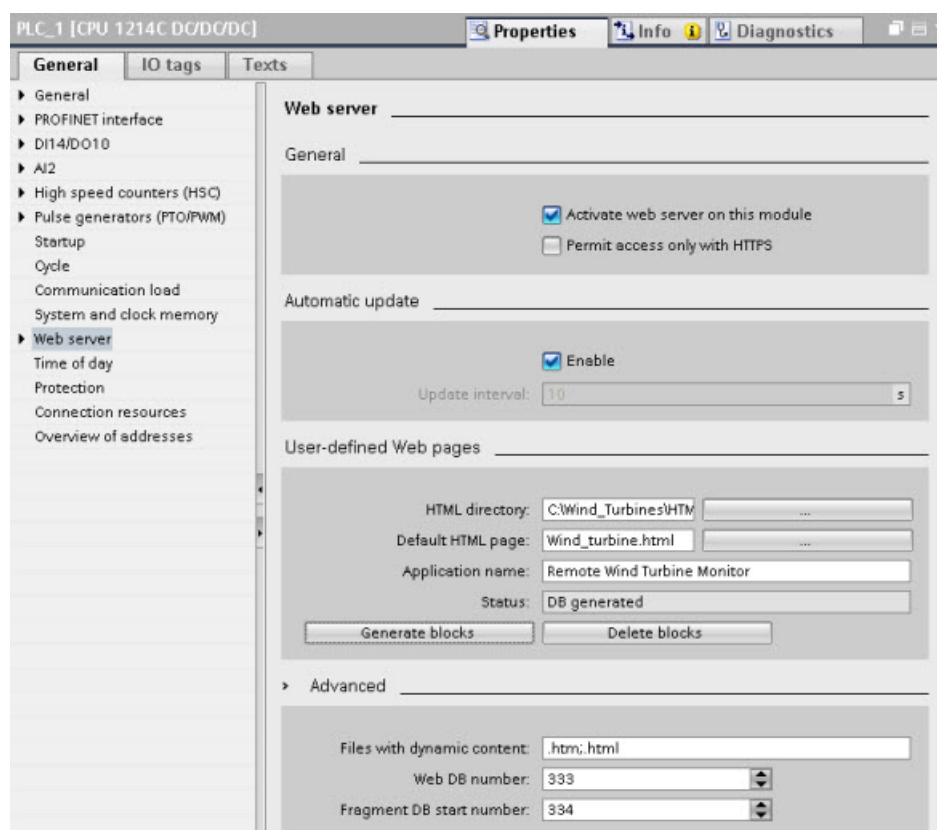 PLC_1 [CPU 1214C DC/DC/DC]
Properties
Info
Diagnostics
General
IO tags
Texts
General
PROFINET interface
DI14/DO10
AI2
High speed counters (HSC)
Pulse generators (PTO/PWM)
Startup
Cycle
Communication load
System and clock memory
Web server
Time of day
Protection
Connection resources
Overview of addresses
Web server
General
Activate web server on this module
Permit access only with HTTPS
Automatic update
Enable
Update interval: 10 s
User-defined Web pages
HTML directory: C:\Wind_Turbines\HTM ...
Default HTML page: Wind_turbine.html ...
Application name: Remote Wind Turbine Monitor
Status: DB generated
Generate blocks Delete blocks
Advanced
Files with dynamic content: .htm;.html
Web DB number: 333
Fragment DB start number: 334